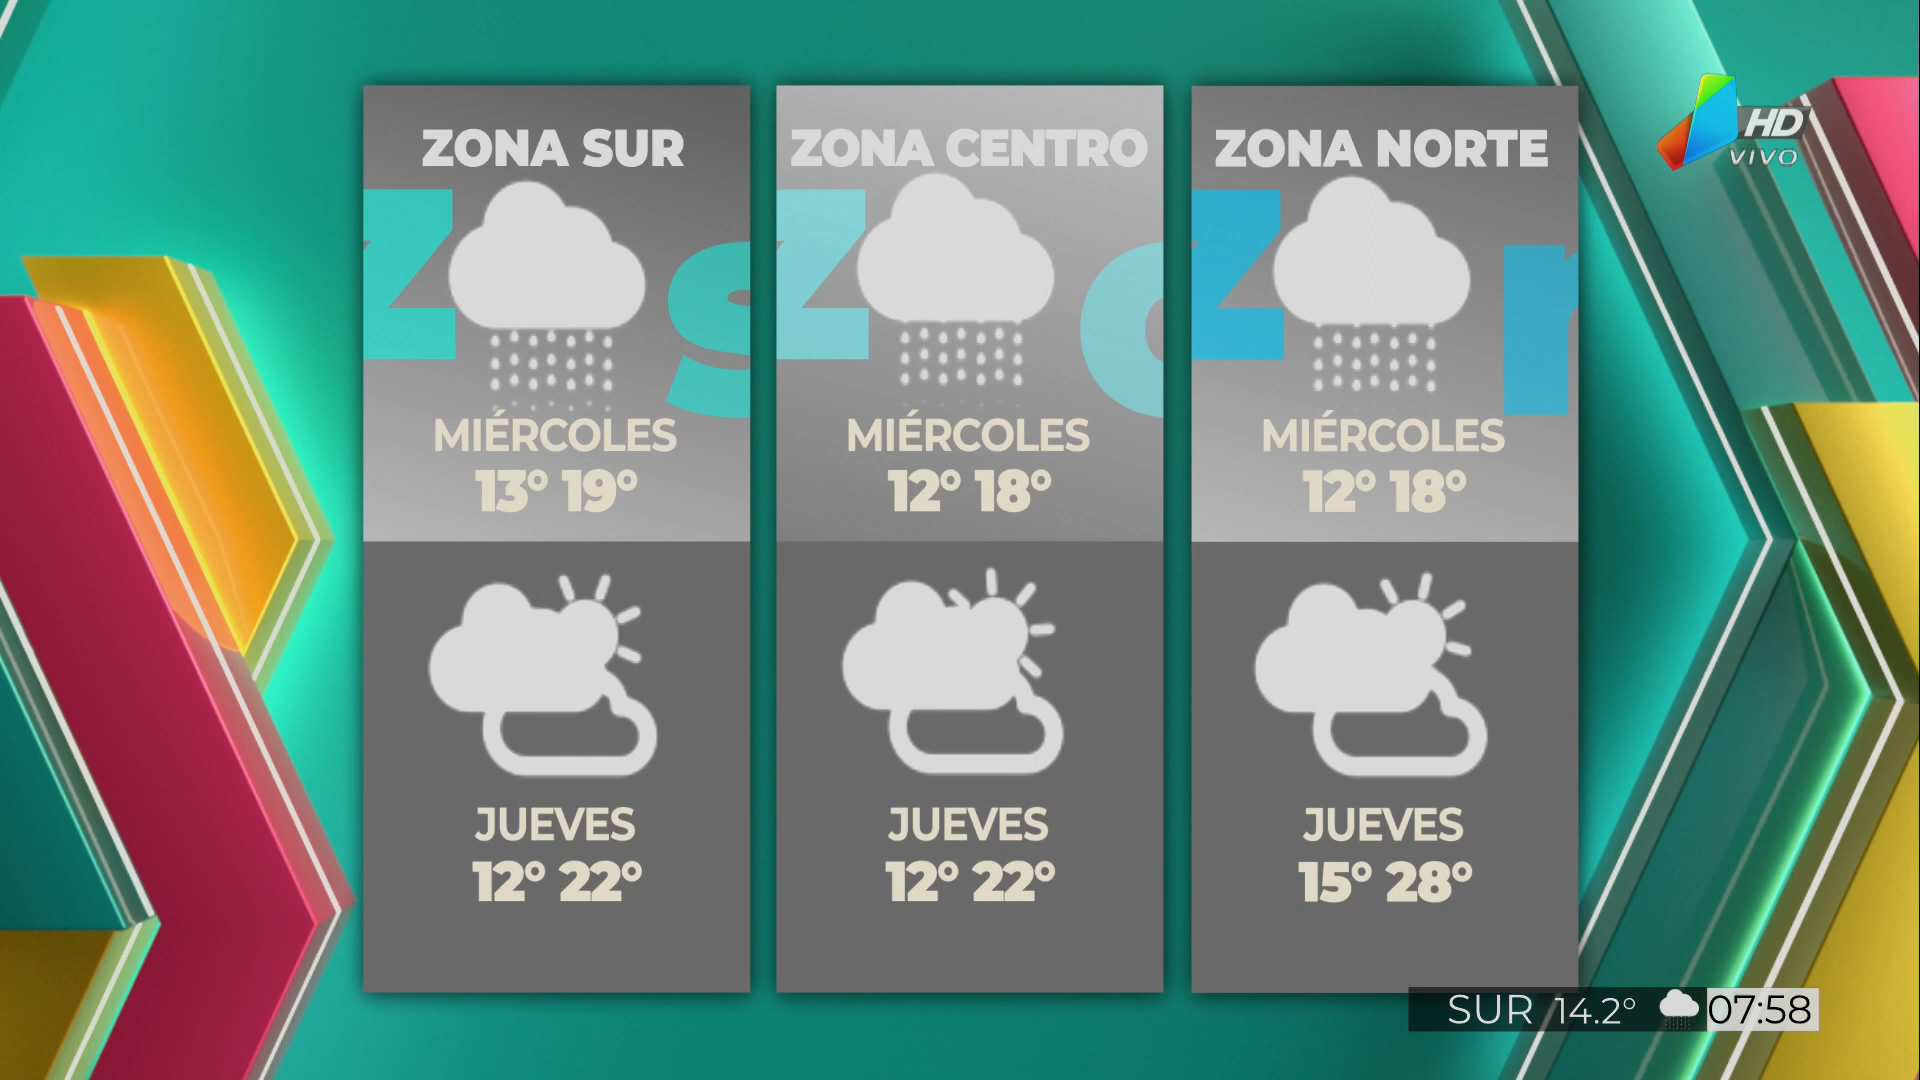 ZONA SUR
z s
MIÉRCOLES
13° 19°
JUEVES
12° 22°
ZONA CENTRO
z c
MIÉRCOLES
12° 18°
JUEVES
12° 22°
ZONA NORTE
z n
MIÉRCOLES
12° 18°
JUEVES
15° 28°
HD
VIVO
SUR 14.2° 07:58